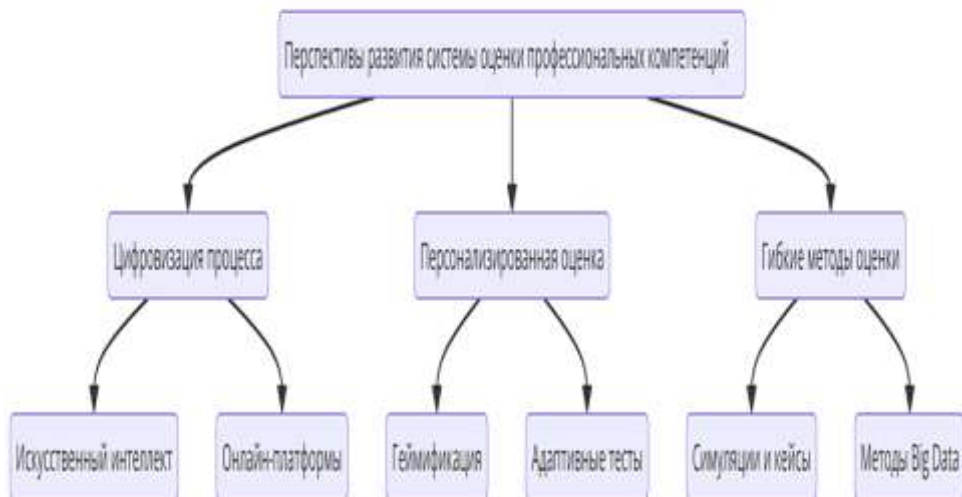 Перспективы развития системы оценки профессиональных компетенций
Цифровизация процесса
Персонализированная оценка
Гибкие методы оценки
Искусственный интеллект
Онлайн-платформы
Геймификация
Адаптивные тесты
Симуляции и кейсы
Методы Big Data